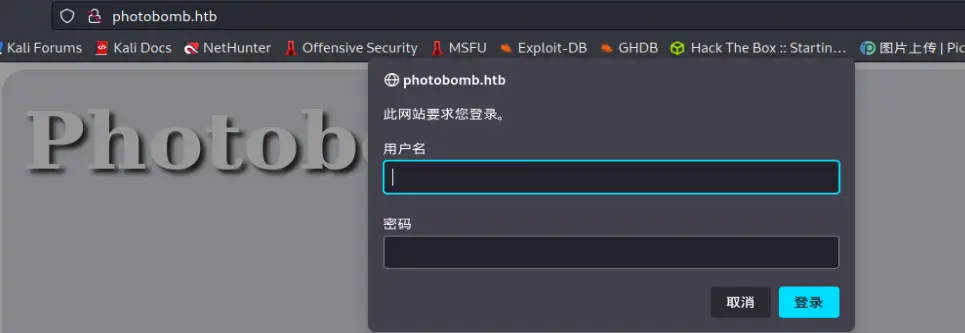 photobomb.htb
Kali Forums Kali Docs NetHunter Offensive Security MSFU Exploit-DB GHDB Hack The Box :: Startin… 图片上传 | Pic
Photobo
photobomb.htb
此网站要求您登录。
用户名
密码
取消 登录